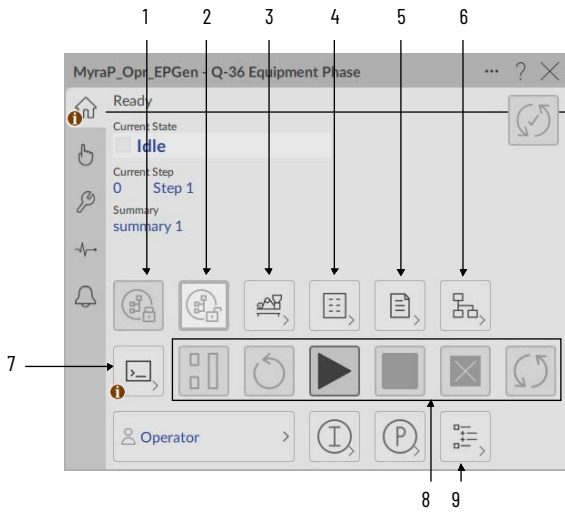 1 2 3 4 5 6
MyraP_Opr_EPGen - Q-36 Equipment Phase ... ?
Ready
Current State
Idle
Current Step
0 Step 1
Summary
summary 1
7
Operator
I
P
8 9